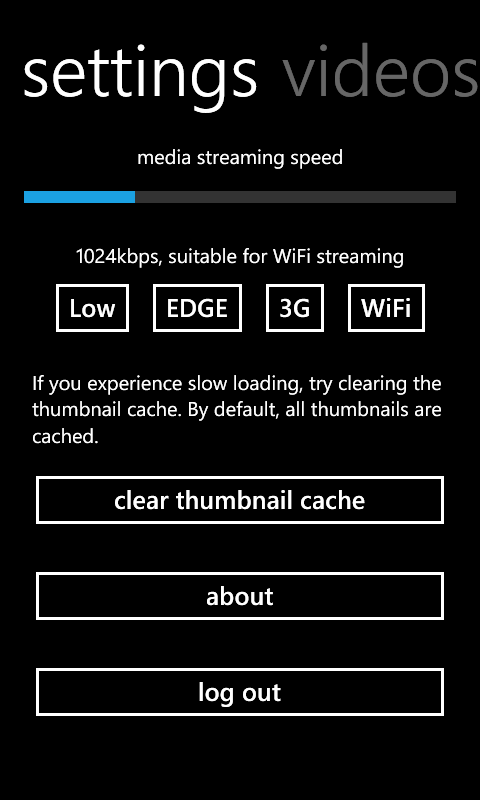 settings videos
media streaming speed
1024kbps, suitable for WiFi streaming
Low EDGE 3G WiFi
If you experience slow loading, try clearing the
thumbnail cache. By default, all thumbnails are
cached.
clear thumbnail cache
about
log out